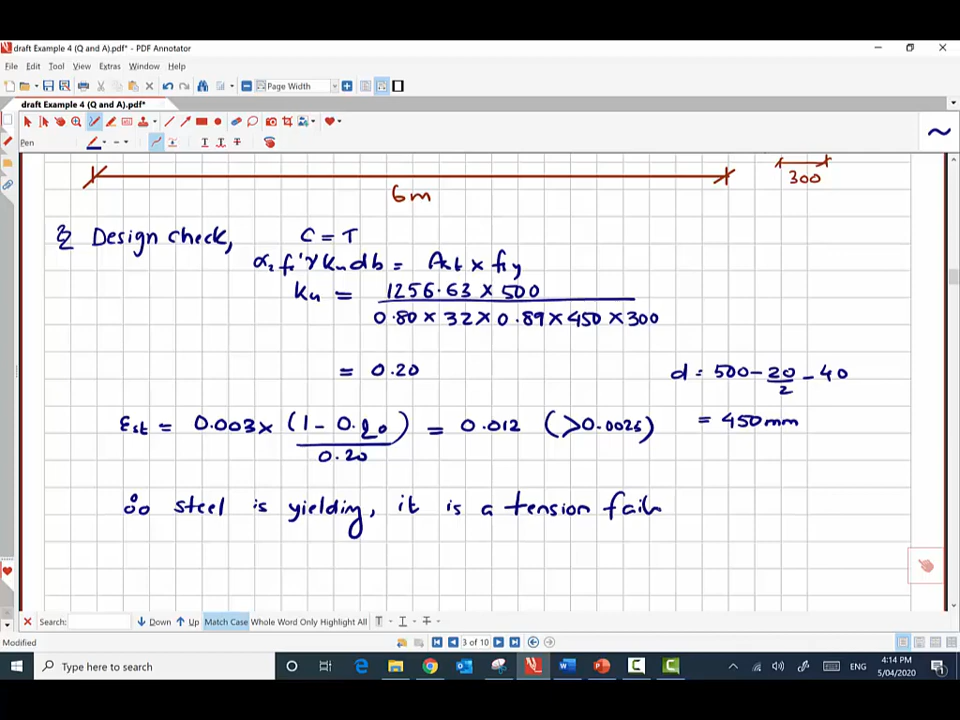 draft Example 4 (Q and A).pdf* - PDF Annotator
File Edit Tool View Extras Window Help
Page Width
draft Example 4 (Q and A).pdf*
Pen
6m
300
Design check, C = T
α₂ f'c γ ku d b = Ast × fsy
ku = 1256.63 × 500
0.80 × 32 × 0.89 × 450 × 300
= 0.20
d = 500 - 20/2 - 40
= 450mm
εst = 0.003 × (1 - 0.20) = 0.012 (>0.0025)
0.20
∴ steel is yielding, it is a tension fail
Search: Down Up Match Case Whole Word Only Highlight All
3 of 10
Modified
Type here to search
ENG
4:14 PM
5/04/2020